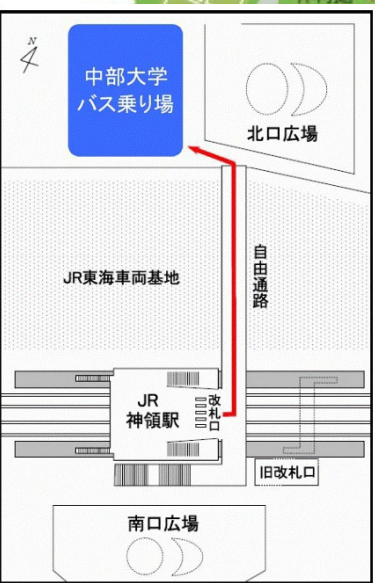 N
中部大学
バス乗り場
北口広場
自由通路
JR東海車両基地
JR
神領駅
改札口
旧改札口
南口広場